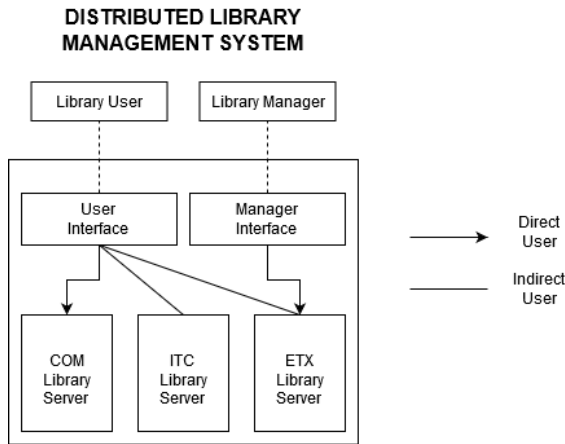 DISTRIBUTED LIBRARY
MANAGEMENT SYSTEM
Library User
Library Manager
User
Interface
Manager
Interface
Direct
User
Indirect
User
COM
Library
Server
ITC
Library
Server
ETX
Library
Server